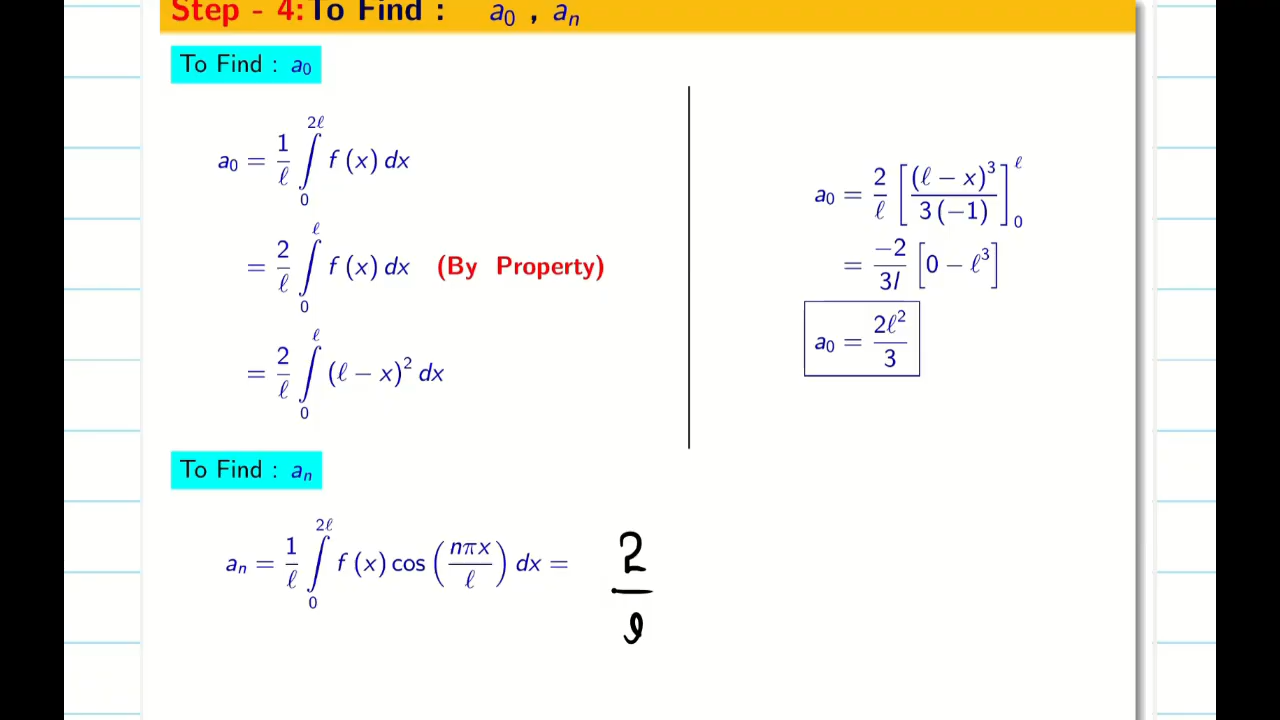 Step - 4: To Find : a₀ , aₙ
To Find : a₀
a₀ = 1/ℓ ∫₀^{2ℓ} f (x) dx
= 2/ℓ ∫₀^{ℓ} f (x) dx (By Property)
= 2/ℓ ∫₀^{ℓ} (ℓ − x)² dx
a₀ = 2/ℓ [(ℓ − x)³ / 3 (−1)]₀^{ℓ}
= −2/3l [0 − ℓ³]
a₀ = 2ℓ²/3
To Find : aₙ
aₙ = 1/ℓ ∫₀^{2ℓ} f (x) cos (nπx/ℓ) dx = 2/ℓ